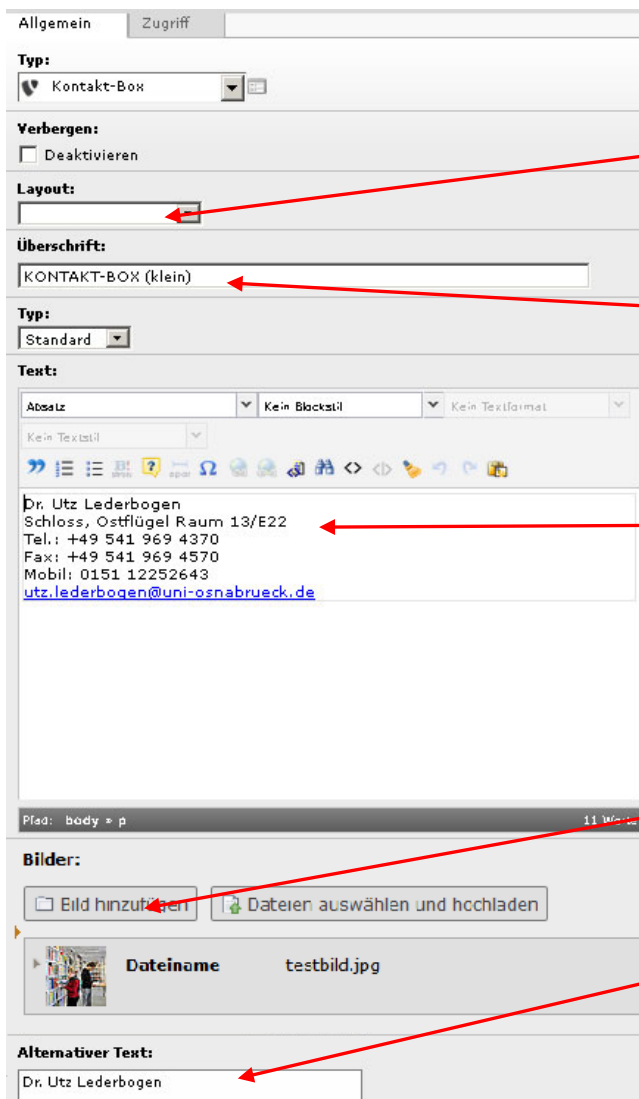 Allgemein Zugriff
Typ:
Kontakt-Box
Verbergen:
Deaktivieren
Layout:
Überschrift:
KONTAKT-BOX (klein)
Typ:
Standard
Text:
Absatz Kein Blockstil Kein Textformat
Kein Textstil
Dr. Utz Lederbogen
Schloss, Ostflügel Raum 13/E22
Tel.: +49 541 969 4370
Fax: +49 541 969 4570
Mobil: 0151 12252643
utz.lederbogen@uni-osnabrueck.de
Pfad: body » p 11 Worte
Bilder:
Bild hinzufügen Dateien auswählen und hochladen
Dateiname testbild.jpg
Alternativer Text:
Dr. Utz Lederbogen